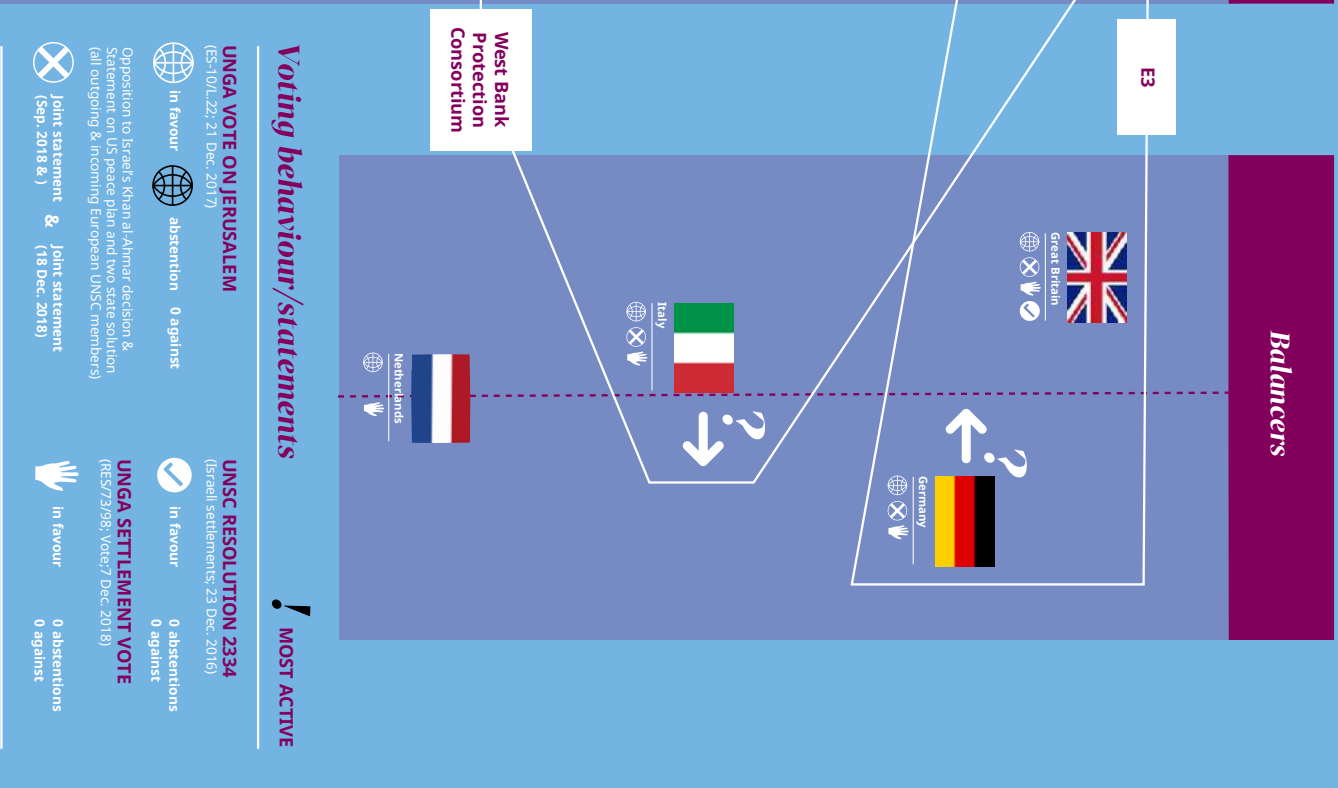 Balancers
E3
Great Britain
?
Germany
?
Italy
West Bank
Protection
Consortium
Netherlands
Voting behaviour/statements
! MOST ACTIVE
UNGA VOTE ON JERUSALEM
(ES-10/L.22; 21 Dec. 2017)
in favour abstention 0 against
Opposition to Israel's Khan al-Ahmar decision &
Statement on US peace plan and two state solution
(all outgoing & incoming European UNSC members)
Joint statement & Joint statement
(Sep. 2018 & ) (18 Dec. 2018)
UNSC RESOLUTION 2334
(Israeli settlements; 23 Dec. 2016)
in favour 0 abstentions
0 against
UNGA SETTLEMENT VOTE
(RES/73/98; Vote;7 Dec. 2018)
in favour 0 abstentions
0 against